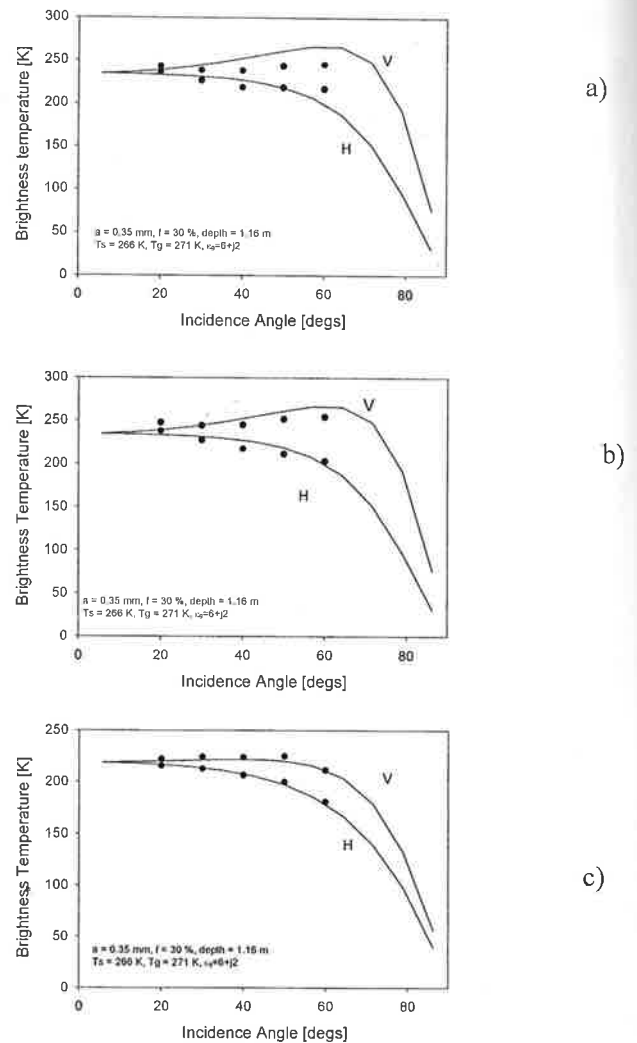 300
250
200
150
100
50
0
Brightness temperature [K]
V
H
a = 0.35 mm, f = 30 %, depth = 1.16 m
Ts = 266 K, Tg = 271 K, εg=6+j2
0 20 40 60 80
Incidence Angle [degs]
a)
300
250
200
150
100
50
0
Brightness Temperature [K]
V
H
a = 0.35 mm, f = 30 %, depth = 1.16 m
Ts = 266 K, Tg = 271 K, εg=6+j2
0 20 40 60 80
Incidence Angle [degs]
b)
250
200
150
100
50
0
Brightness Temperature [K]
V
H
a = 0.35 mm, f = 30 %, depth = 1.16 m
Ts = 266 K, Tg = 271 K, εg=6+j2
0 20 40 60 80
Incidence Angle [degs]
c)